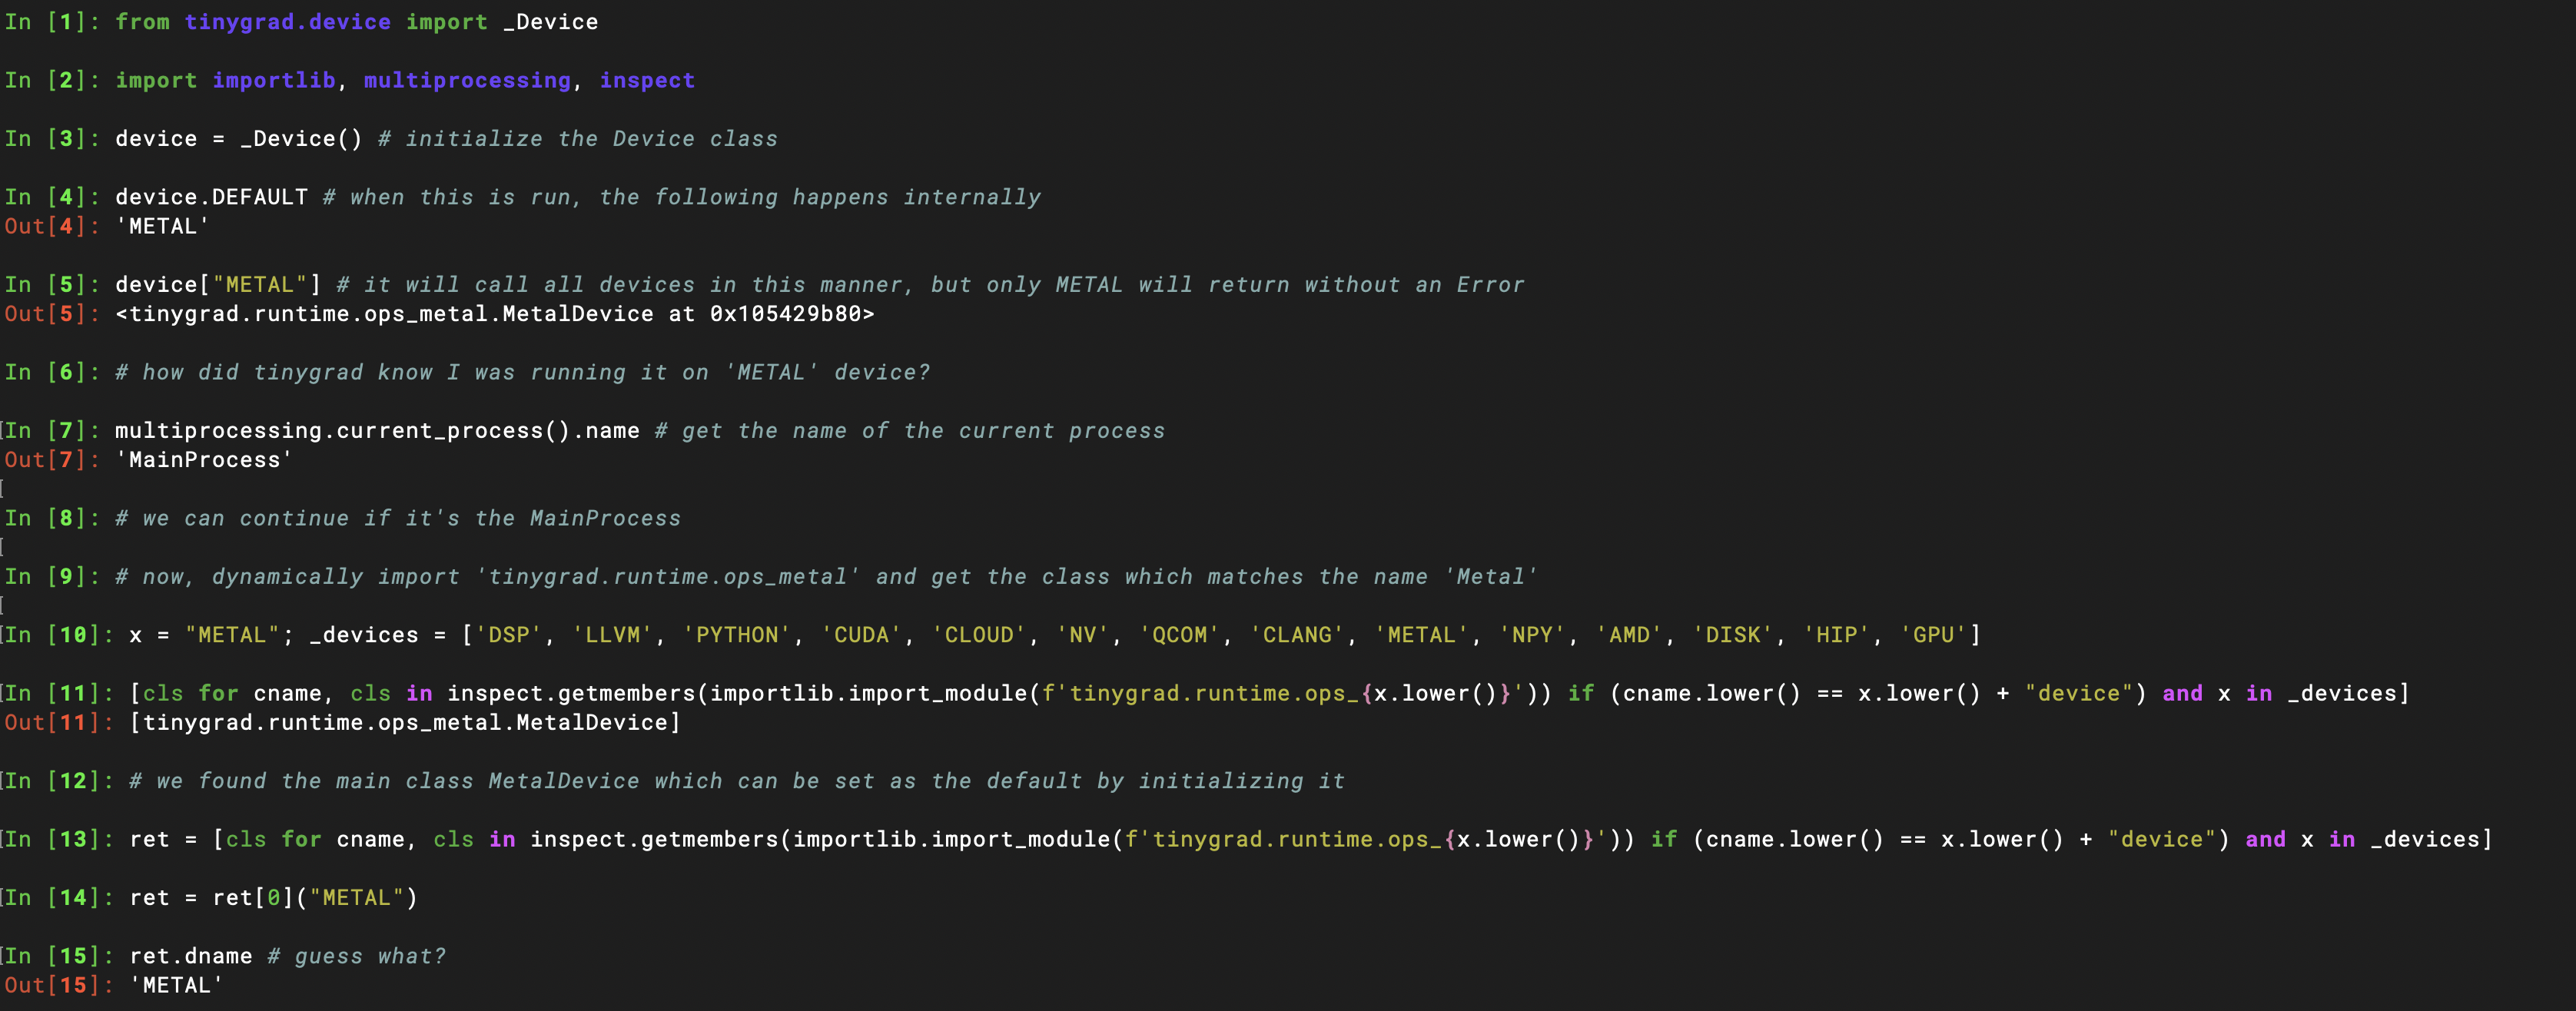 In [1]: from tinygrad.device import _Device
In [2]: import importlib, multiprocessing, inspect
In [3]: device = _Device() # initialize the Device class
In [4]: device.DEFAULT # when this is run, the following happens internally
Out[4]: 'METAL'
In [5]: device["METAL"] # it will call all devices in this manner, but only METAL will return without an Error
Out[5]: <tinygrad.runtime.ops_metal.MetalDevice at 0x105429b80>
In [6]: # how did tinygrad know I was running it on 'METAL' device?
[In [7]: multiprocessing.current_process().name # get the name of the current process
Out[7]: 'MainProcess'
[
In [8]: # we can continue if it's the MainProcess
[
In [9]: # now, dynamically import 'tinygrad.runtime.ops_metal' and get the class which matches the name 'Metal'
[
[In [10]: x = "METAL"; _devices = ['DSP', 'LLVM', 'PYTHON', 'CUDA', 'CLOUD', 'NV', 'QCOM', 'CLANG', 'METAL', 'NPY', 'AMD', 'DISK', 'HIP', 'GPU']
[In [11]: [cls for cname, cls in inspect.getmembers(importlib.import_module(f'tinygrad.runtime.ops_{x.lower()}')) if (cname.lower() == x.lower() + "device") and x in _devices]
Out[11]: [tinygrad.runtime.ops_metal.MetalDevice]
[In [12]: # we found the main class MetalDevice which can be set as the default by initializing it
[In [13]: ret = [cls for cname, cls in inspect.getmembers(importlib.import_module(f'tinygrad.runtime.ops_{x.lower()}')) if (cname.lower() == x.lower() + "device") and x in _devices]
[In [14]: ret = ret[0]("METAL")
[In [15]: ret.dname # guess what?
Out[15]: 'METAL'